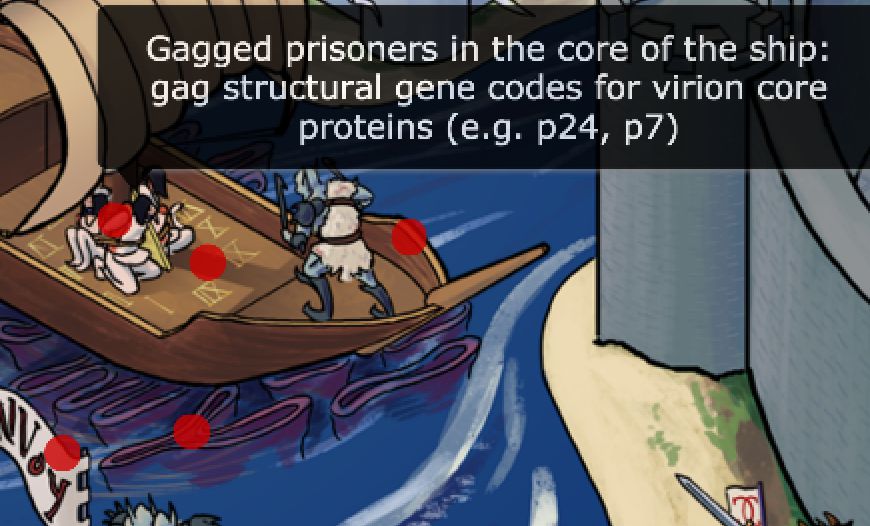 Gagged prisoners in the core of the ship:
gag structural gene codes for virion core
proteins (e.g. p24, p7)